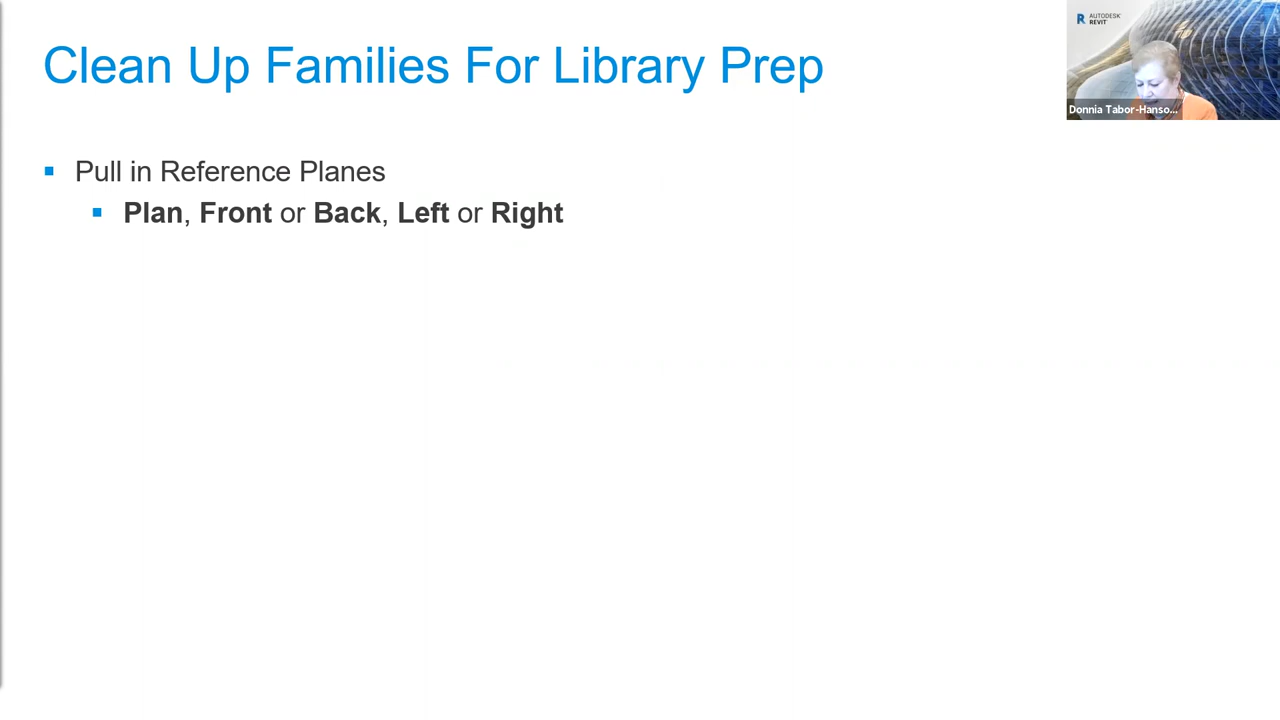 Clean Up Families For Library Prep
AUTODESK
REVIT
Donnia Tabor-Hanso...
Pull in Reference Planes
Plan, Front or Back, Left or Right